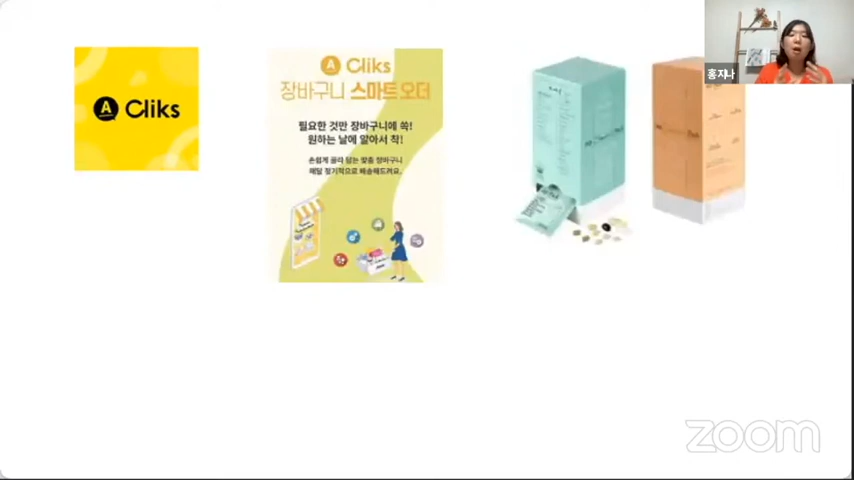 A Cliks
A Cliks
장바구니 스마트오더
필요한 것만 장바구니에 쏙!
원하는 날에 알아서 착!
손쉽게 골라 담는 맞춤 장바구니
매달 정기적으로 배송해드려요.
홍지나
zoom